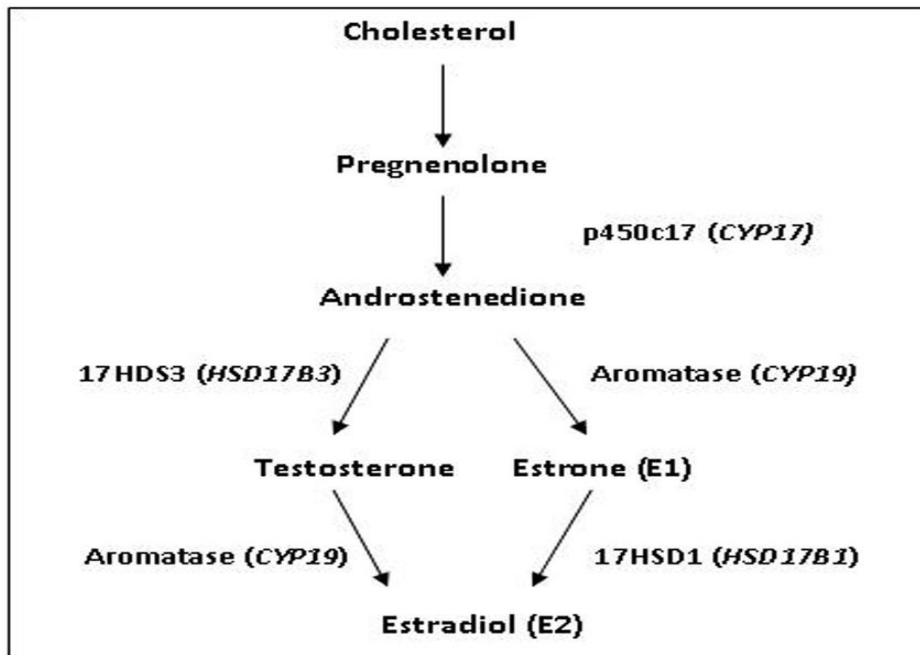 Cholesterol
Pregnenolone
p450c17 (CYP17)
Androstenedione
17HDS3 (HSD17B3)
Aromatase (CYP19)
Testosterone
Estrone (E1)
Aromatase (CYP19)
17HSD1 (HSD17B1)
Estradiol (E2)